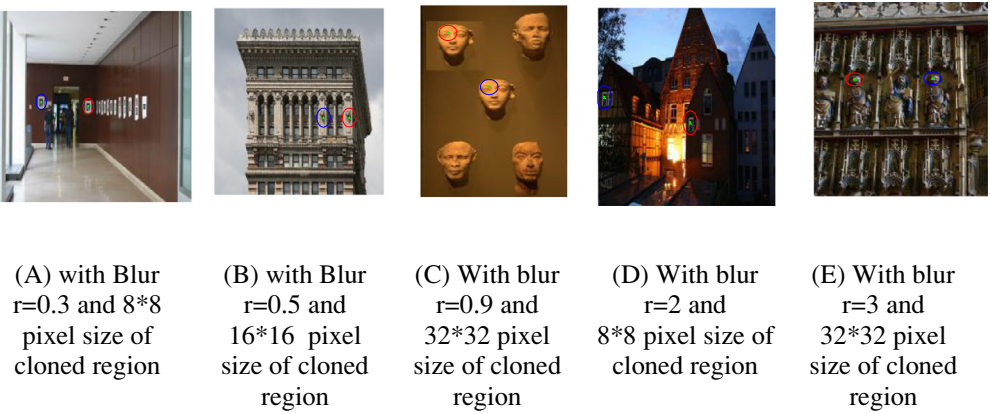 (A) with Blur
r=0.3 and 8*8
pixel size of
cloned region
(B) with Blur
r=0.5 and
16*16 pixel
size of cloned
region
(C) With blur
r=0.9 and
32*32 pixel
size of cloned
region
(D) With blur
r=2 and
8*8 pixel size of
cloned region
(E) With blur
r=3 and
32*32 pixel
size of cloned
region